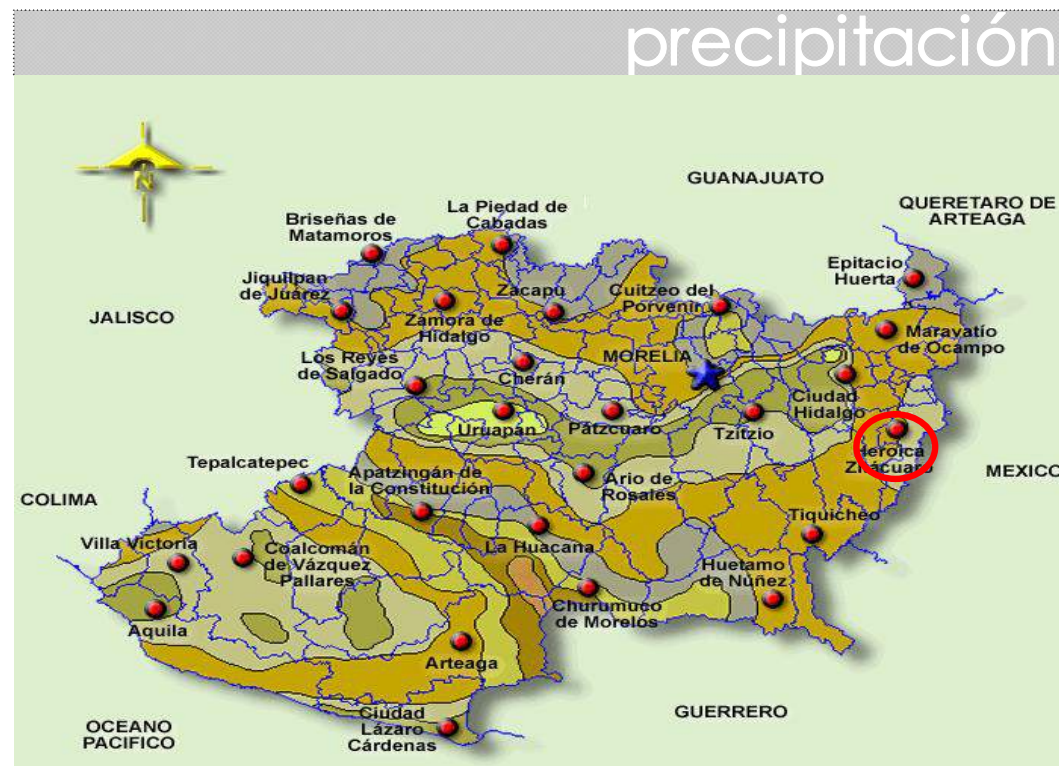 precipitación
N
GUANAJUATO
QUERETARO DE
ARTEAGA
La Piedad de
Cabadas
Briseñas de
Matamoros
Epitacio
Huerta
Jiquilpan
de Juárez
Zacapu
Cuitzeo del
Porvenir
JALISCO
Zamora de
Hidalgo
Maravatío
de Ocampo
Los Reyes
de Salgado
MORELIA
Cherán
Ciudad
Hidalgo
Uruapan
Pátzcuaro
Tzitzio
Heroica
Zitácuaro
Tepalcatepec
Apatzingán de
la Constitución
Ario de
Rosales
MEXICO
COLIMA
Tiquicheo
Villa Victoria
Coalcomán
de Vázquez
Pallares
La Huacana
Huetamo
de Núñez
Churumuco
de Morelos
Aquila
Arteaga
GUERRERO
Ciudad
Lázaro
Cárdenas
OCEANO
PACIFICO